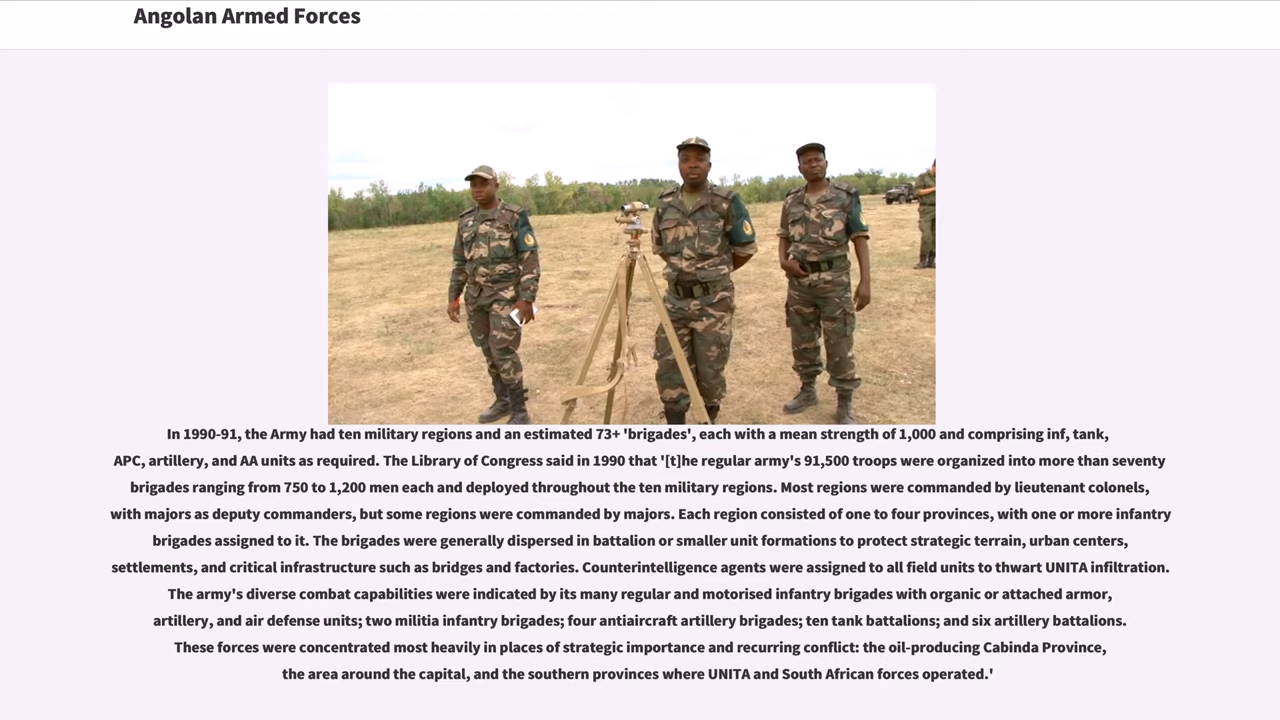 Angolan Armed Forces
In 1990-91, the Army had ten military regions and an estimated 73+ 'brigades', each with a mean strength of 1,000 and comprising inf, tank,
APC, artillery, and AA units as required. The Library of Congress said in 1990 that '[t]he regular army's 91,500 troops were organized into more than seventy
brigades ranging from 750 to 1,200 men each and deployed throughout the ten military regions. Most regions were commanded by lieutenant colonels,
with majors as deputy commanders, but some regions were commanded by majors. Each region consisted of one to four provinces, with one or more infantry
brigades assigned to it. The brigades were generally dispersed in battalion or smaller unit formations to protect strategic terrain, urban centers,
settlements, and critical infrastructure such as bridges and factories. Counterintelligence agents were assigned to all field units to thwart UNITA infiltration.
The army's diverse combat capabilities were indicated by its many regular and motorised infantry brigades with organic or attached armor,
artillery, and air defense units; two militia infantry brigades; four antiaircraft artillery brigades; ten tank battalions; and six artillery battalions.
These forces were concentrated most heavily in places of strategic importance and recurring conflict: the oil-producing Cabinda Province,
the area around the capital, and the southern provinces where UNITA and South African forces operated.'